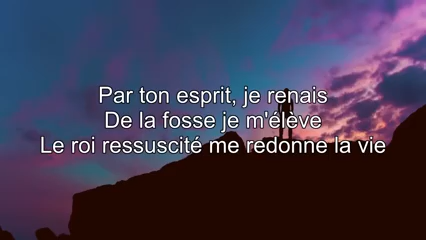 Par ton esprit, je renais
De la fosse je m'élève
Le roi ressuscité me redonne la vie